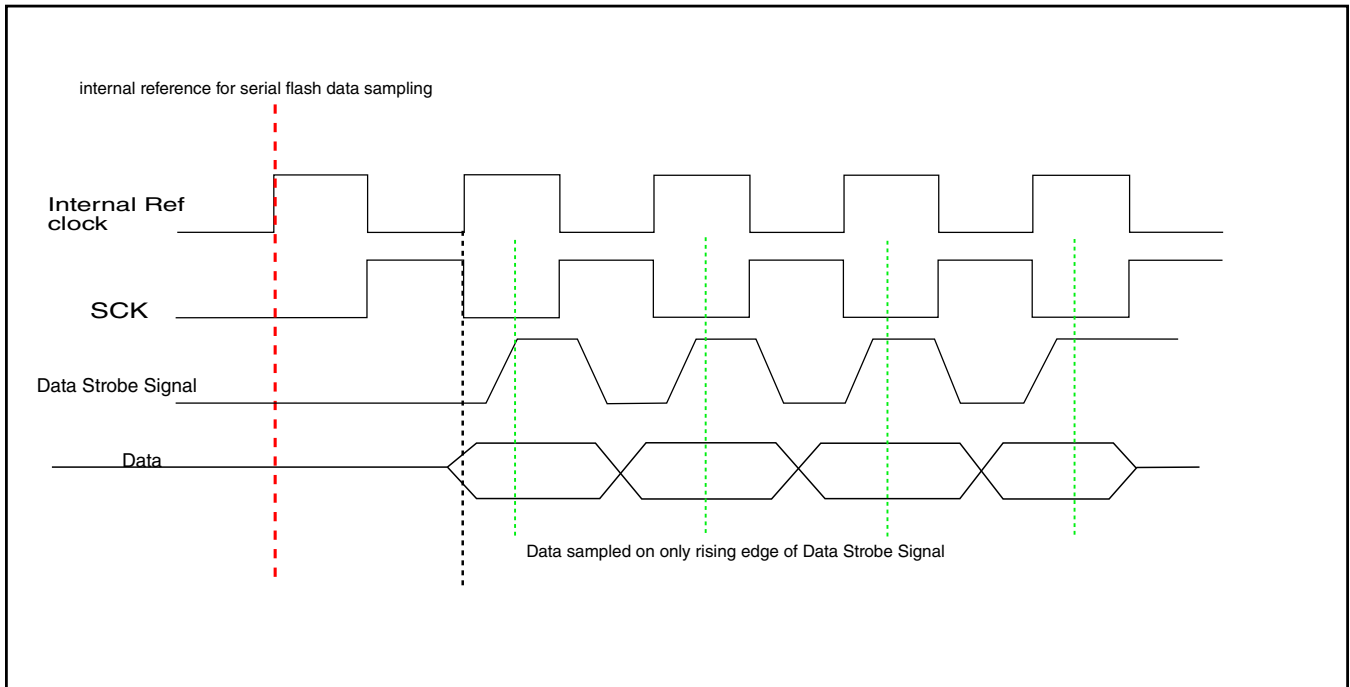 internal reference for serial flash data sampling
Internal Ref
clock
SCK
Data Strobe Signal
Data
Data sampled on only rising edge of Data Strobe Signal